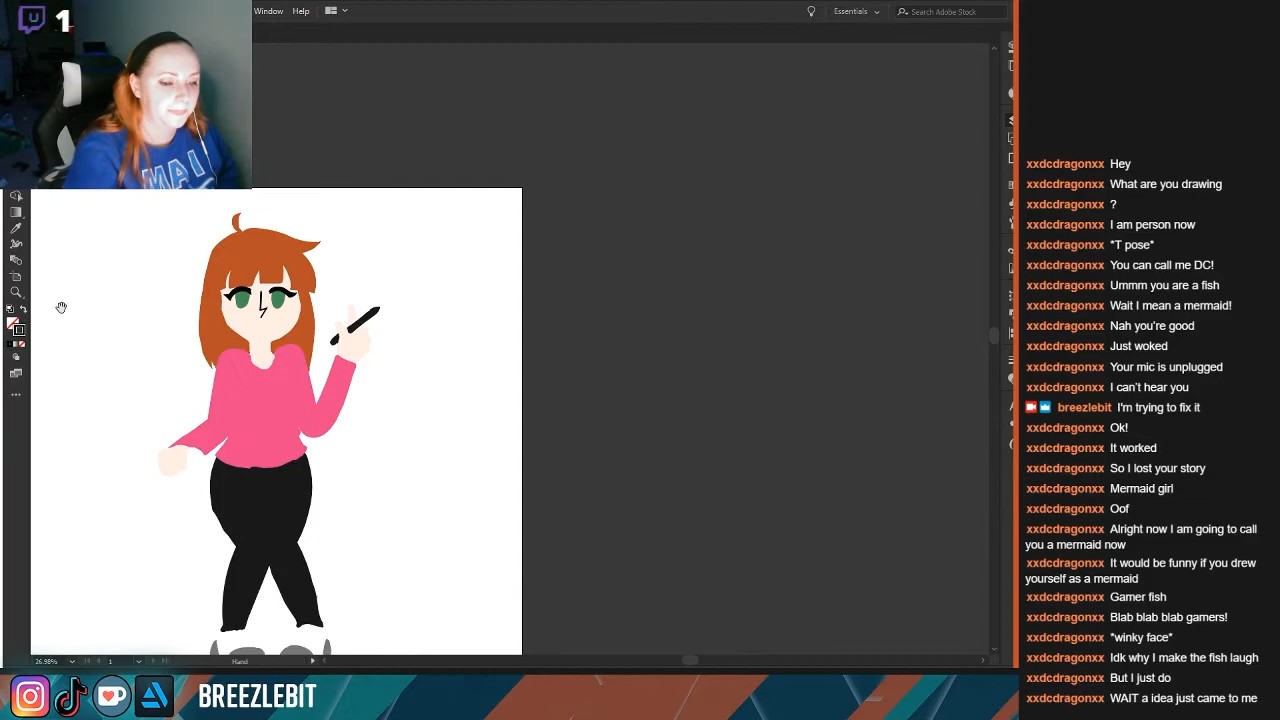 1
Window Help
Essentials
Search Adobe Stock
MAI
xxdcdragonxx Hey
xxdcdragonxx What are you drawing
xxdcdragonxx ?
xxdcdragonxx I am person now
xxdcdragonxx *T pose*
xxdcdragonxx You can call me DC!
xxdcdragonxx Ummm you are a fish
xxdcdragonxx Wait I mean a mermaid!
xxdcdragonxx Nah you're good
xxdcdragonxx Just woked
xxdcdragonxx Your mic is unplugged
xxdcdragonxx I can't hear you
breezlebit I'm trying to fix it
xxdcdragonxx Ok!
xxdcdragonxx It worked
xxdcdragonxx So I lost your story
xxdcdragonxx Mermaid girl
xxdcdragonxx Oof
xxdcdragonxx Alright now I am going to call
you a mermaid now
xxdcdragonxx It would be funny if you drew
yourself as a mermaid
xxdcdragonxx Gamer fish
xxdcdragonxx Blab blab blab gamers!
xxdcdragonxx *winky face*
xxdcdragonxx Idk why I make the fish laugh
xxdcdragonxx But I just do
xxdcdragonxx WAIT a idea just came to me
26.98% 1 Hand
BREEZLEBIT